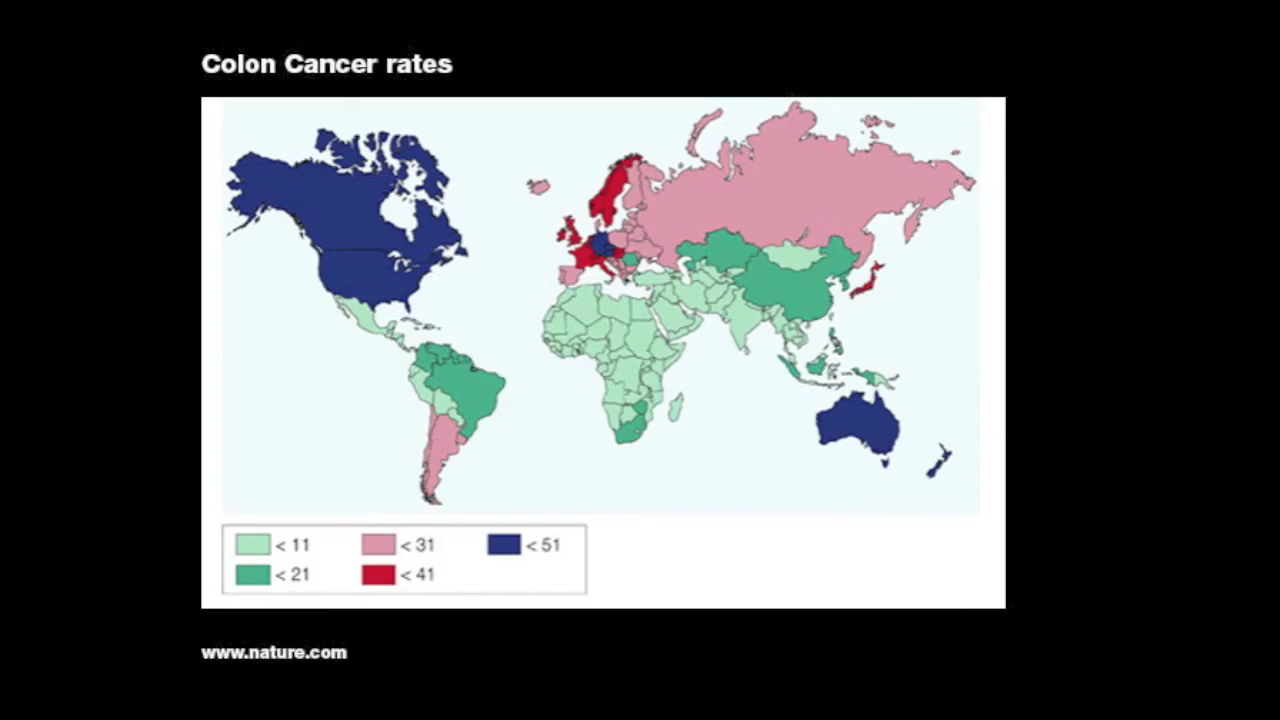 Colon Cancer rates
< 11 < 31 < 51
< 21 < 41
www.nature.com